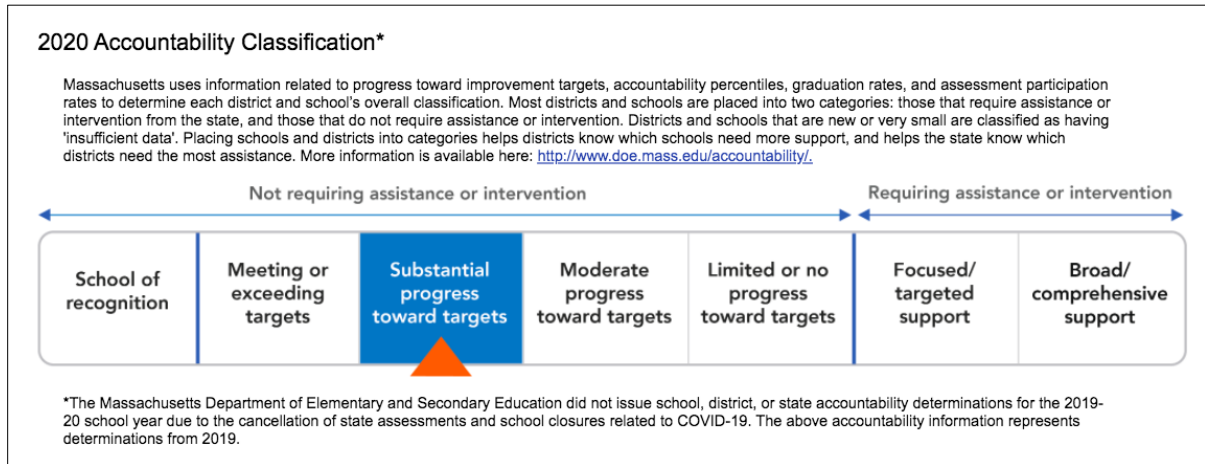 2020 Accountability Classification*
Massachusetts uses information related to progress toward improvement targets, accountability percentiles, graduation rates, and assessment participation
rates to determine each district and school's overall classification. Most districts and schools are placed into two categories: those that require assistance or
intervention from the state, and those that do not require assistance or intervention. Districts and schools that are new or very small are classified as having
'insufficient data'. Placing schools and districts into categories helps districts know which schools need more support, and helps the state know which
districts need the most assistance. More information is available here: http://www.doe.mass.edu/accountability/.
Not requiring assistance or intervention
Requiring assistance or intervention
School of
recognition
Meeting or
exceeding
targets
Substantial
progress
toward targets
Moderate
progress
toward targets
Limited or no
progress
toward targets
Focused/
targeted
support
Broad/
comprehensive
support
*The Massachusetts Department of Elementary and Secondary Education did not issue school, district, or state accountability determinations for the 2019-
20 school year due to the cancellation of state assessments and school closures related to COVID-19. The above accountability information represents
determinations from 2019.